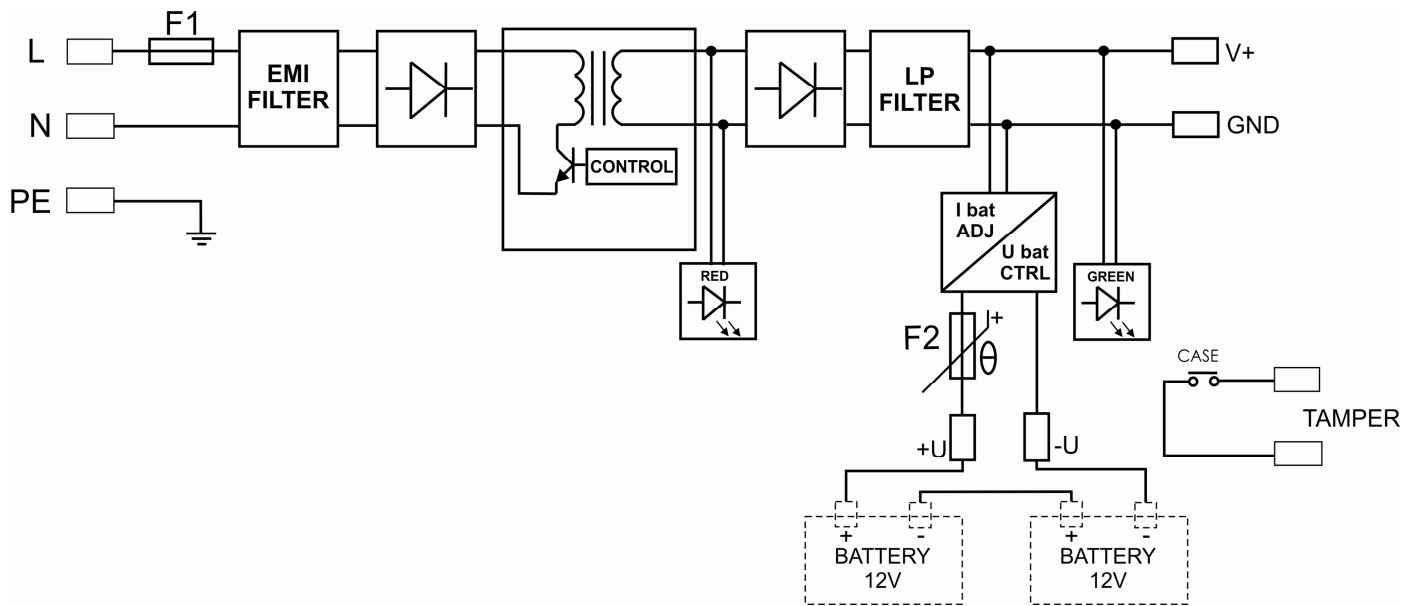 F1
L
EMI
FILTER
LP
FILTER
V+
N
GND
CONTROL
PE
I bat
ADJ
U bat
CTRL
RED
GREEN
F2
I+
θ
CASE
TAMPER
+U
-U
+ -
+ -
BATTERY
12V
BATTERY
12V